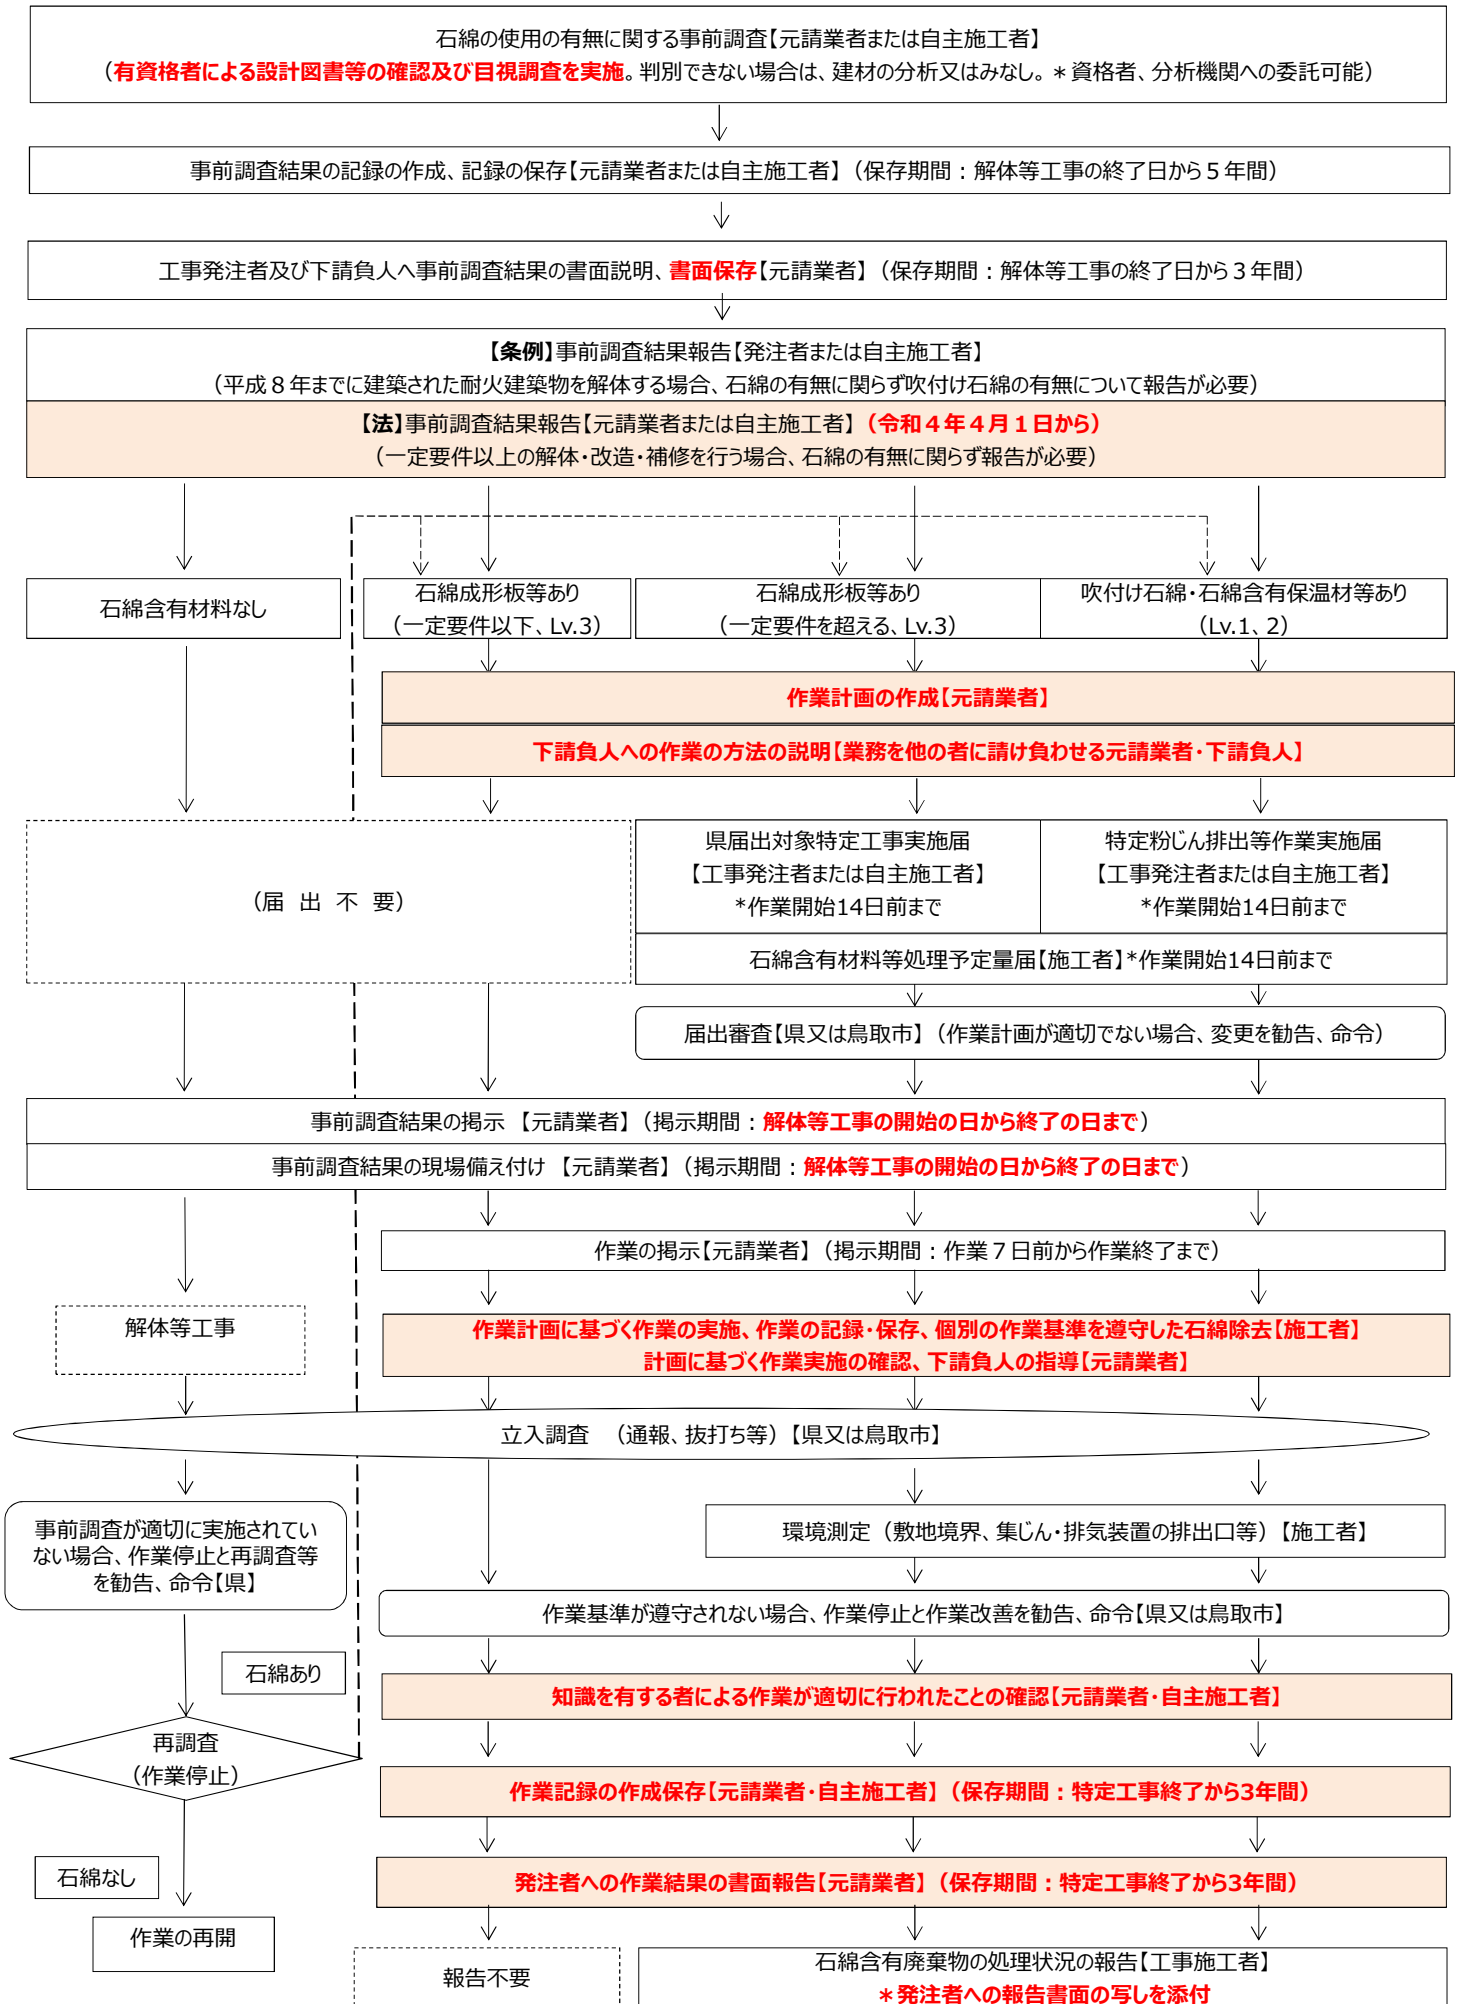 石綿の使用の有無に関する事前調査【元請業者または自主施工者】
（有資格者による設計図書等の確認及び目視調査を実施。判別できない場合は、建材の分析又はみなし。＊資格者、分析機関への委託可能）
事前調査結果の記録の作成、記録の保存【元請業者または自主施工者】（保存期間：解体等工事の終了日から５年間）
工事発注者及び下請負人へ事前調査結果の書面説明、書面保存【元請業者】（保存期間：解体等工事の終了日から３年間）
【条例】事前調査結果報告【発注者または自主施工者】
（平成８年までに建築された耐火建築物を解体する場合、石綿の有無に関らず吹付け石綿の有無について報告が必要）
【法】事前調査結果報告【元請業者または自主施工者】（令和４年４月１日から）
（一定要件以上の解体・改造・補修を行う場合、石綿の有無に関らず報告が必要）
石綿含有材料なし
石綿成形板等あり
（一定要件以下、Lv.3）
石綿成形板等あり
（一定要件を超える、Lv.3）
吹付け石綿・石綿含有保温材等あり
（Lv.1、2）
作業計画の作成【元請業者】
下請負人への作業の方法の説明【業務を他の者に請け負わせる元請業者・下請負人】
（届 出 不 要）
県届出対象特定工事実施届
【工事発注者または自主施工者】
*作業開始14日前まで
特定粉じん排出等作業実施届
【工事発注者または自主施工者】
*作業開始14日前まで
石綿含有材料等処理予定量届【施工者】*作業開始14日前まで
届出審査【県又は鳥取市】（作業計画が適切でない場合、変更を勧告、命令）
事前調査結果の掲示 【元請業者】（掲示期間：解体等工事の開始の日から終了の日まで）
事前調査結果の現場備え付け 【元請業者】（掲示期間：解体等工事の開始の日から終了の日まで）
作業の掲示【元請業者】（掲示期間：作業７日前から作業終了まで）
解体等工事
作業計画に基づく作業の実施、作業の記録・保存、個別の作業基準を遵守した石綿除去【施工者】
計画に基づく作業実施の確認、下請負人の指導【元請業者】
立入調査 （通報、抜打ち等）【県又は鳥取市】
事前調査が適切に実施されてい
ない場合、作業停止と再調査等
を勧告、命令【県】
環境測定（敷地境界、集じん・排気装置の排出口等）【施工者】
作業基準が遵守されない場合、作業停止と作業改善を勧告、命令【県又は鳥取市】
石綿あり
知識を有する者による作業が適切に行われたことの確認【元請業者・自主施工者】
再調査
（作業停止）
作業記録の作成保存【元請業者・自主施工者】（保存期間：特定工事終了から3年間）
石綿なし
発注者への作業結果の書面報告【元請業者】（保存期間：特定工事終了から3年間）
作業の再開
報告不要
石綿含有廃棄物の処理状況の報告【工事施工者】
＊発注者への報告書面の写しを添付